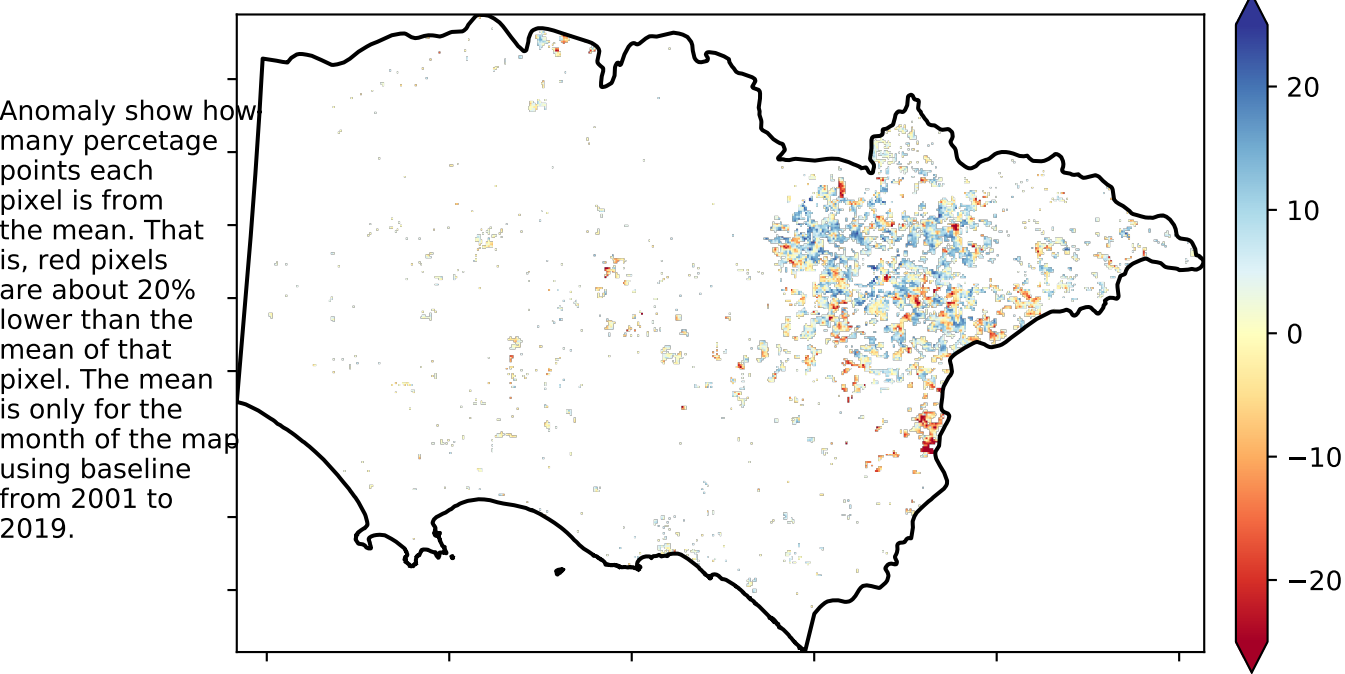 Anomaly show how
many percetage
points each
pixel is from
the mean. That
is, red pixels
are about 20%
lower than the
mean of that
pixel. The mean
is only for the
month of the map
using baseline
from 2001 to
2019.
20
10
0
−10
−20